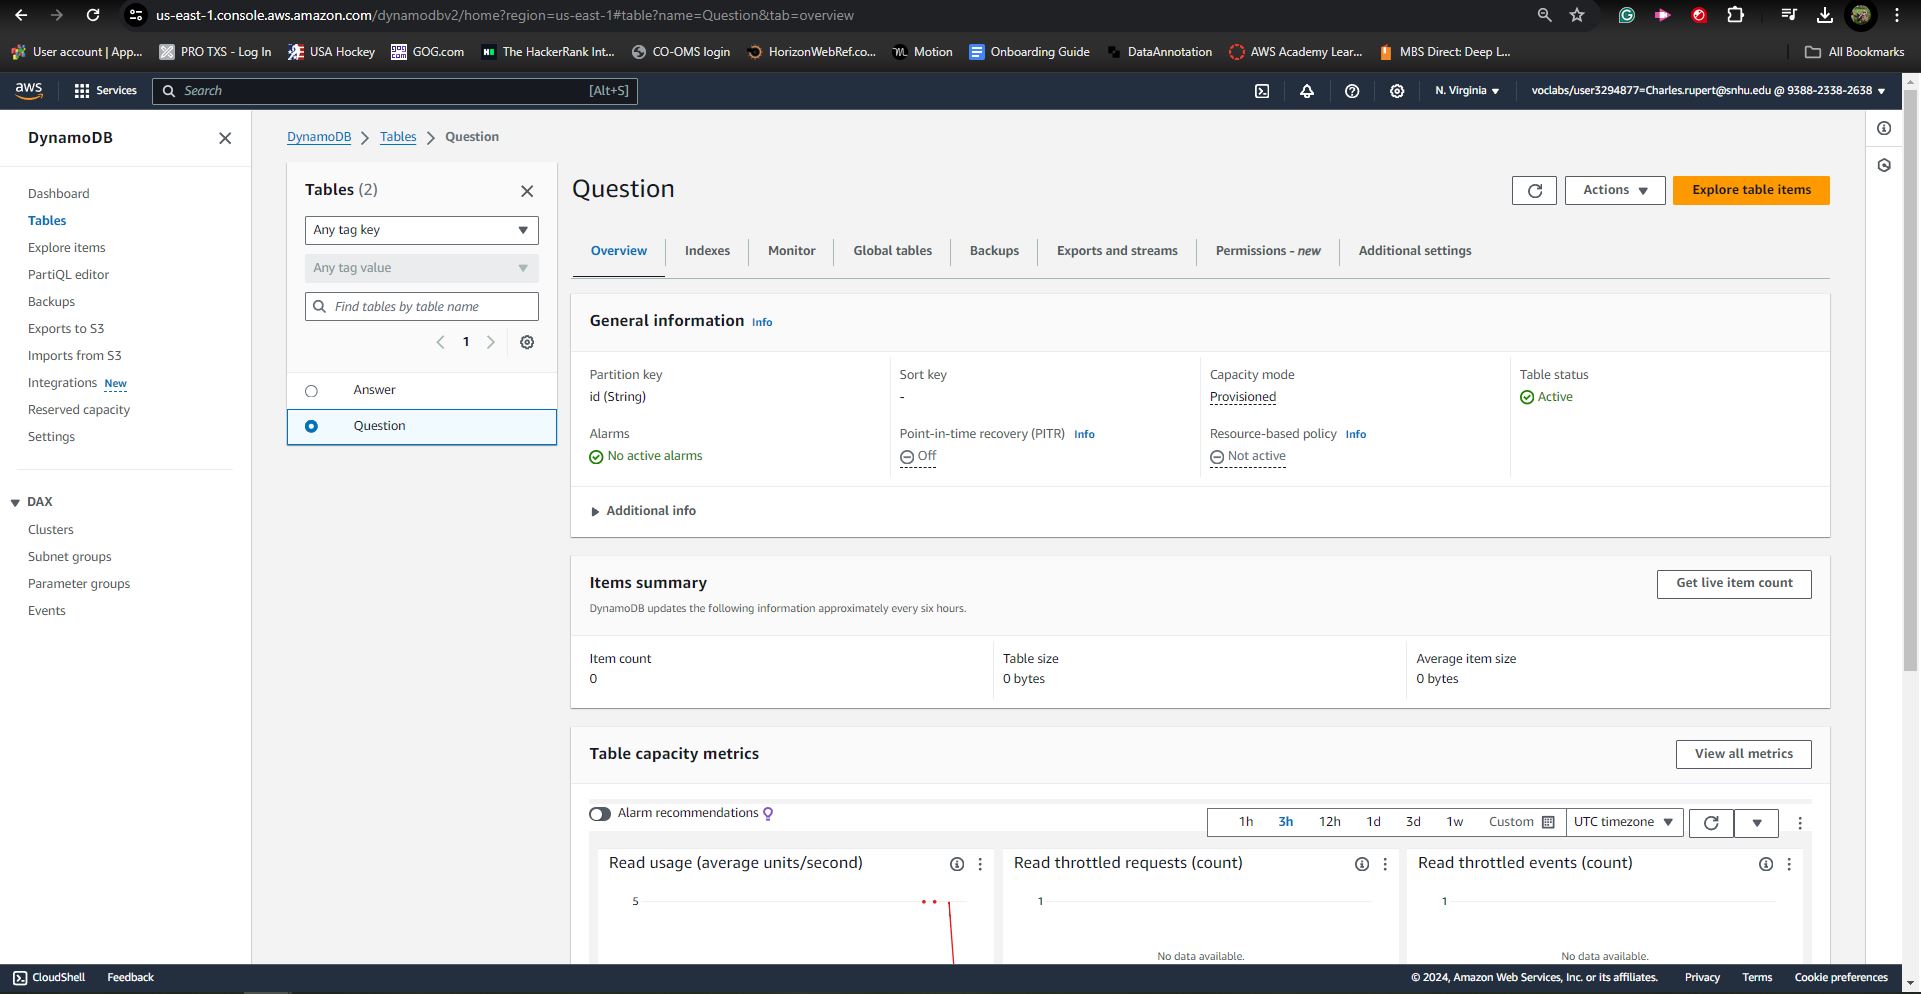 us-east-1.console.aws.amazon.com/dynamodbv2/home?region=us-east-1#table?name=Question&tab=overview
User account | App... PRO TXS - Log In USA Hockey GOG.com The HackerRank Int... CO-OMS login HorizonWebRef.co... Motion Onboarding Guide DataAnnotation AWS Academy Lear... MBS Direct: Deep L... All Bookmarks
aws Services Search [Alt+S] N. Virginia voclabs/user3294877=Charles.rupert@snhu.edu @ 9388-2338-2638
DynamoDB
Dashboard
Tables
Explore items
PartiQL editor
Backups
Exports to S3
Imports from S3
Integrations New
Reserved capacity
Settings
DAX
Clusters
Subnet groups
Parameter groups
Events
DynamoDB Tables Question
Tables (2)
Any tag key
Any tag value
Find tables by table name
1
Answer
Question
Question
Actions Explore table items
Overview Indexes Monitor Global tables Backups Exports and streams Permissions - new Additional settings
General information Info
Partition key Sort key Capacity mode Table status
id (String) - Provisioned Active
Alarms Point-in-time recovery (PITR) Info Resource-based policy Info
No active alarms Off Not active
Additional info
Items summary Get live item count
DynamoDB updates the following information approximately every six hours.
Item count Table size Average item size
0 0 bytes 0 bytes
Table capacity metrics View all metrics
Alarm recommendations 1h 3h 12h 1d 3d 1w Custom UTC timezone
Read usage (average units/second) Read throttled requests (count) Read throttled events (count)
5 1 1
No data available. No data available.
CloudShell Feedback © 2024, Amazon Web Services, Inc. or its affiliates. Privacy Terms Cookie preferences